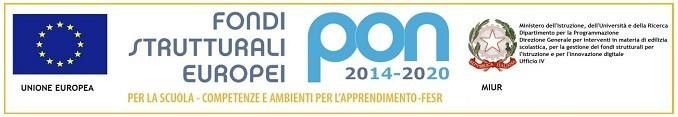 UNIONE EUROPEA
FONDI
STRUTTURALI
EUROPEI
pon
2014-2020
PER LA SCUOLA - COMPETENZE E AMBIENTI PER L'APPRENDIMENTO-FESR
MIUR
Ministero dell'Istruzione, dell'Università e della Ricerca
Dipartimento per la Programmazione
Direzione Generale per interventi in materia di edilizia
scolastica, per la gestione dei fondi strutturali per
l'istruzione e per l'innovazione digitale
Ufficio IV